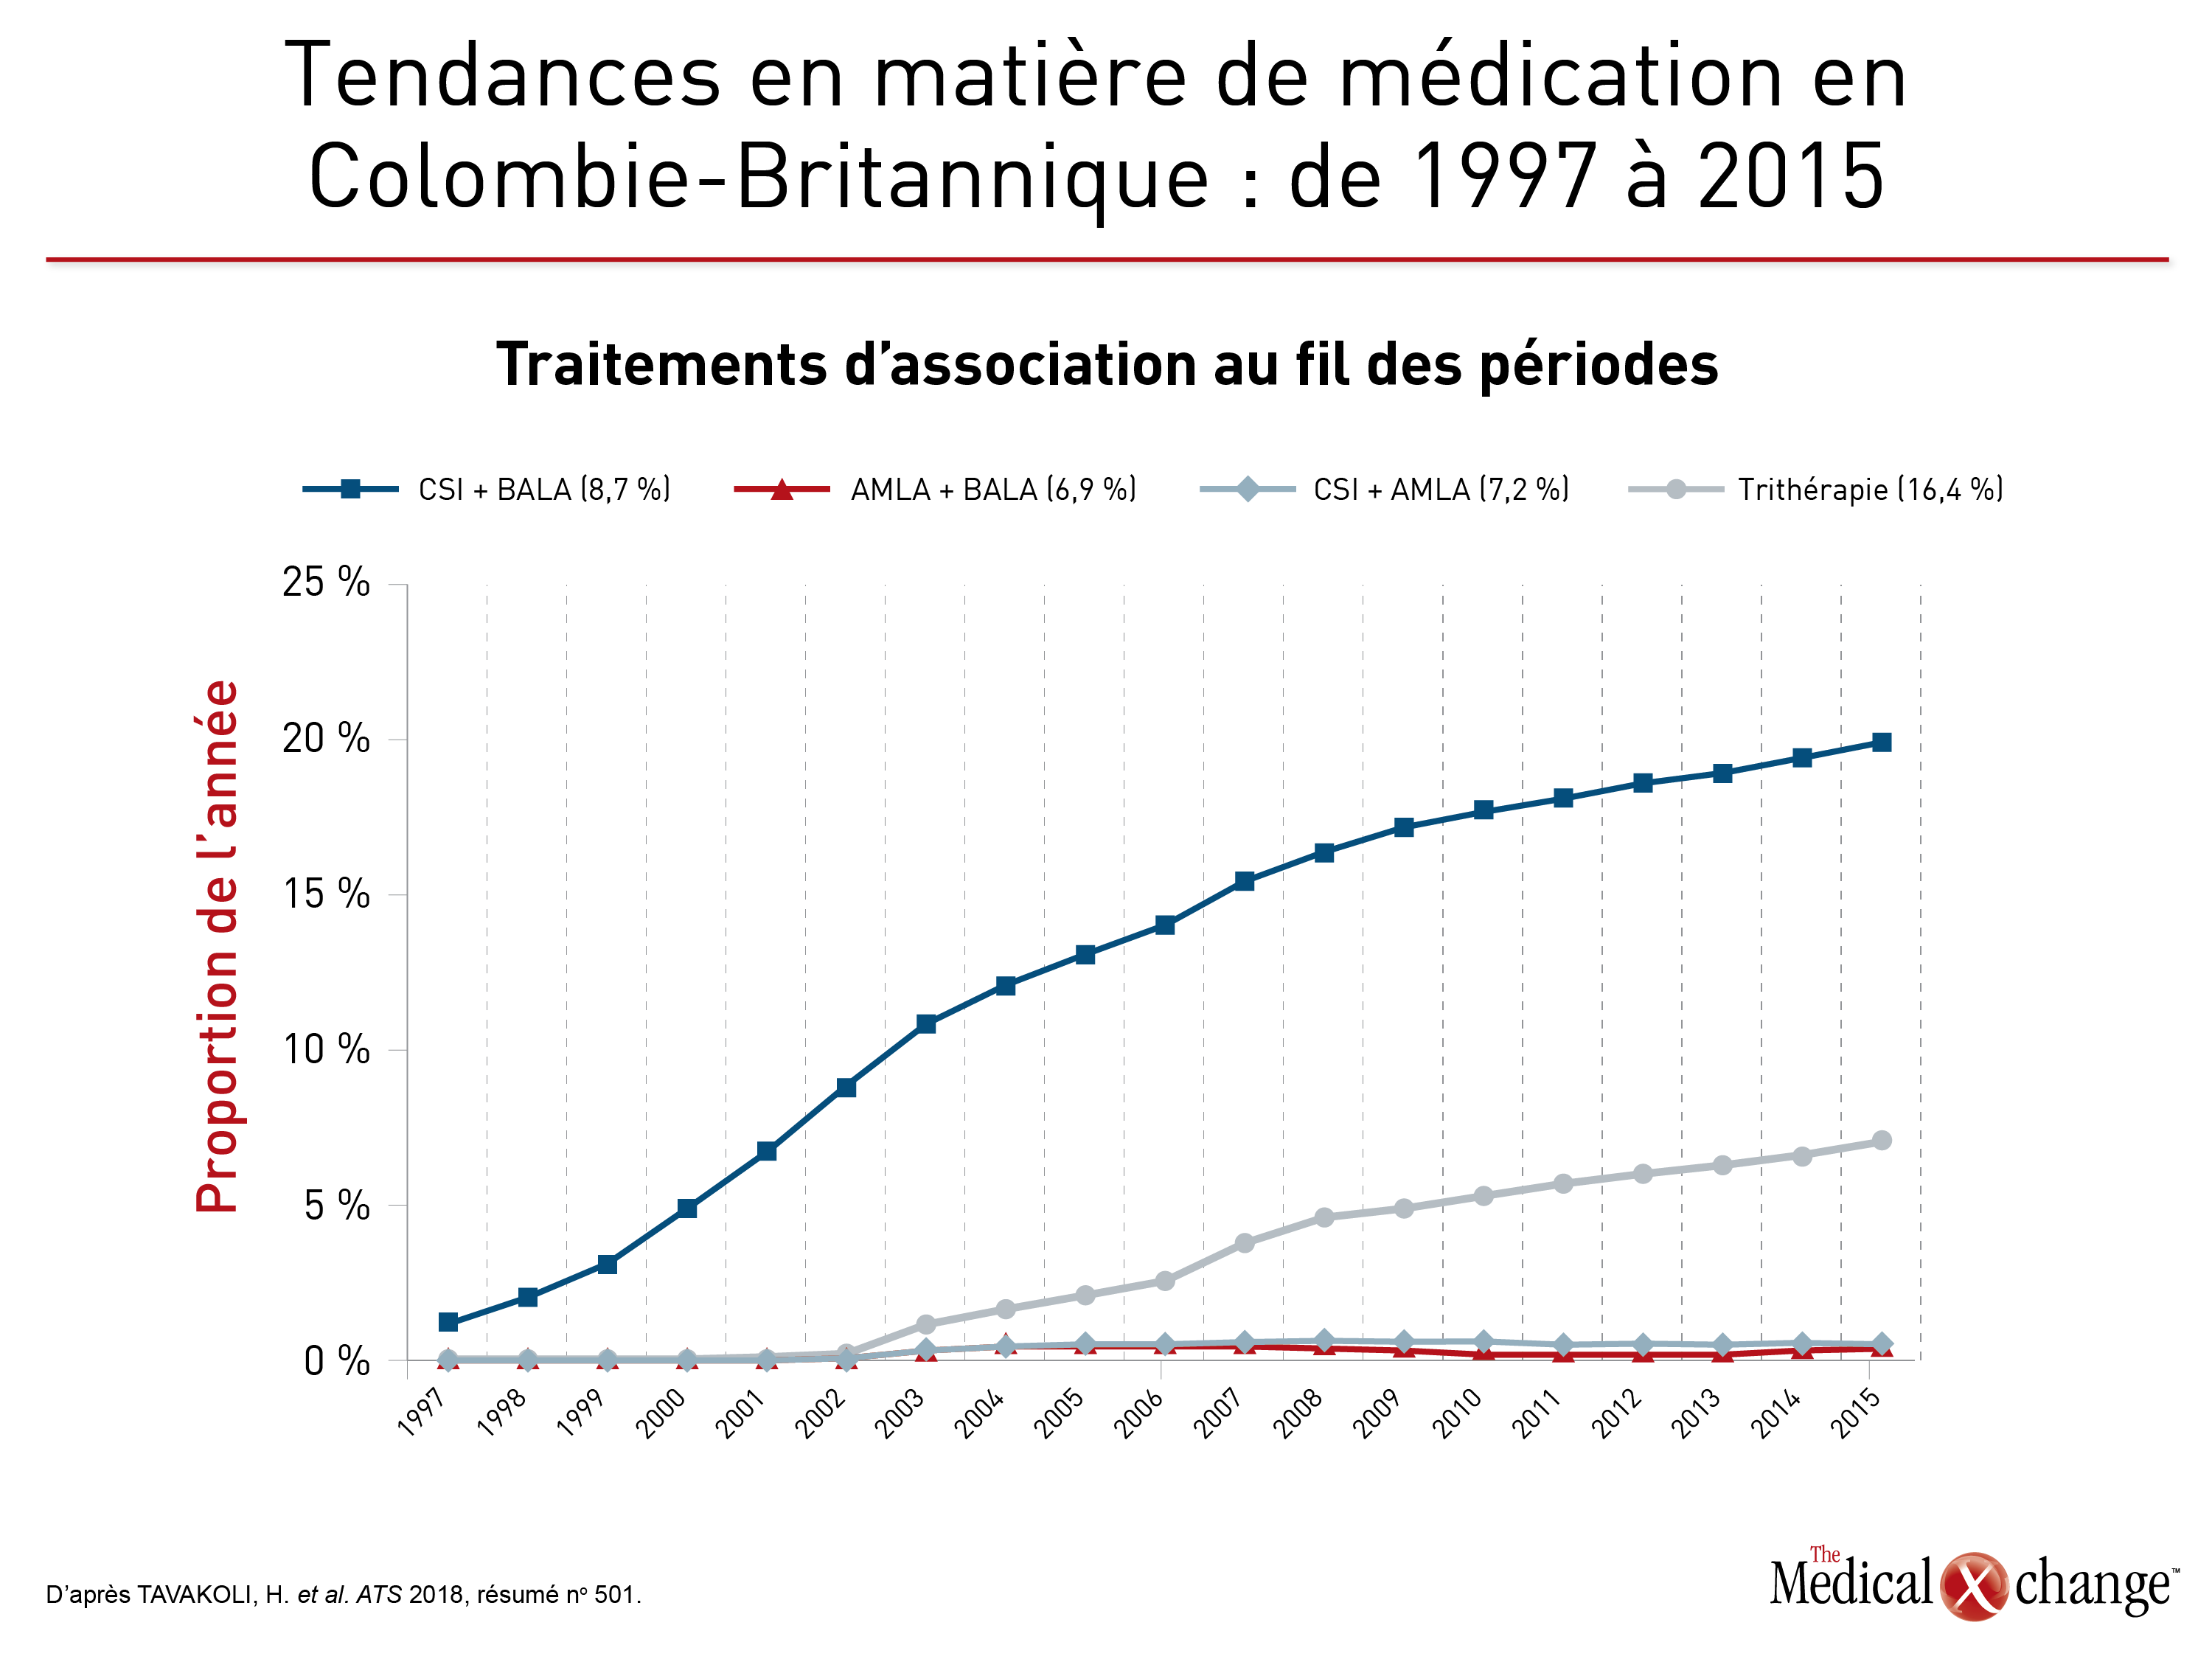 Tendances en matière de médication en
Colombie-Britannique : de 1997 à 2015
Traitements d’association au fil des périodes
CSI + BALA (8,7 %)
AMLA + BALA (6,9 %)
CSI + AMLA (7,2 %)
Trithérapie (16,4 %)
Proportion de l’année
25 %
20 %
15 %
10 %
5 %
0 %
1997
1998
1999
2000
2001
2002
2003
2004
2005
2006
2007
2008
2009
2010
2011
2012
2013
2014
2015
D’après TAVAKOLI, H. et al. ATS 2018, résumé nº 501.
The
Medical Xchange™